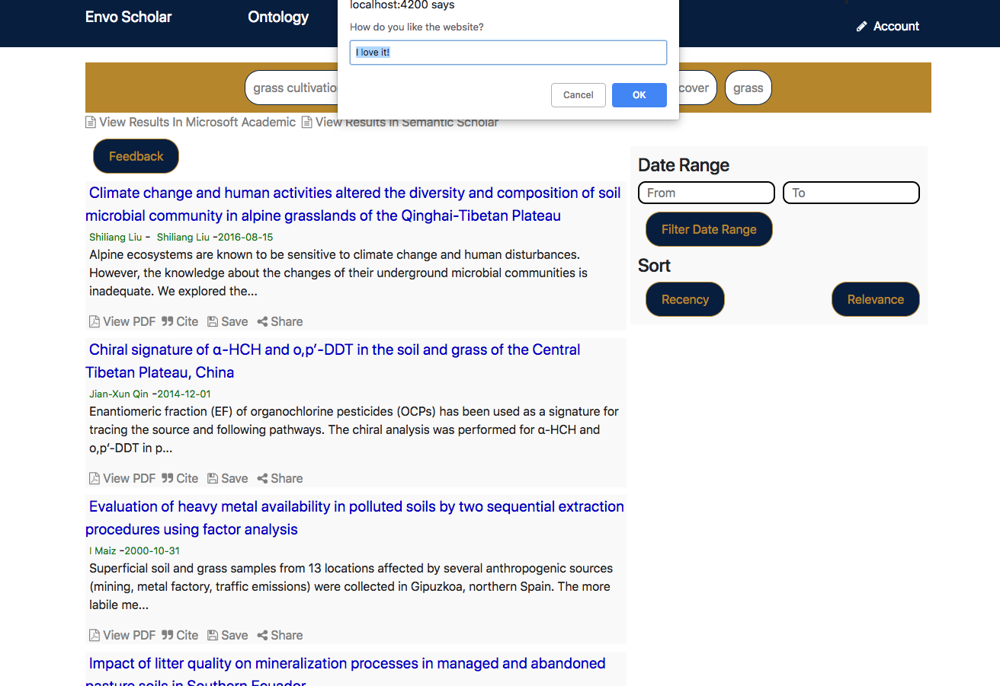 Envo Scholar
Ontology
localhost:4200 says
How do you like the website?
I love it!
Cancel
OK
Account
grass cultivatio
cover
grass
View Results In Microsoft Academic
View Results In Semantic Scholar
Feedback
Climate change and human activities altered the diversity and composition of soil
microbial community in alpine grasslands of the Qinghai-Tibetan Plateau
Shiliang Liu - Shiliang Liu -2016-08-15
Alpine ecosystems are known to be sensitive to climate change and human disturbances.
However, the knowledge about the changes of their underground microbial communities is
inadequate. We explored the...
View PDF Cite Save Share
Chiral signature of α-HCH and o,p′-DDT in the soil and grass of the Central
Tibetan Plateau, China
Jian-Xun Qin -2014-12-01
Enantiomeric fraction (EF) of organochlorine pesticides (OCPs) has been used as a signature for
tracing the source and following pathways. The chiral analysis was performed for α-HCH and
o,p′-DDT in p...
View PDF Cite Save Share
Evaluation of heavy metal availability in polluted soils by two sequential extraction
procedures using factor analysis
I Maiz -2000-10-31
Superficial soil and grass samples from 13 locations affected by several anthropogenic sources
(mining, metal factory, traffic emissions) were collected in Gipuzkoa, northern Spain. The more
labile me...
View PDF Cite Save Share
Impact of litter quality on mineralization processes in managed and abandoned
pasture soils in Southern Ecuador
Date Range
From
To
Filter Date Range
Sort
Recency
Relevance